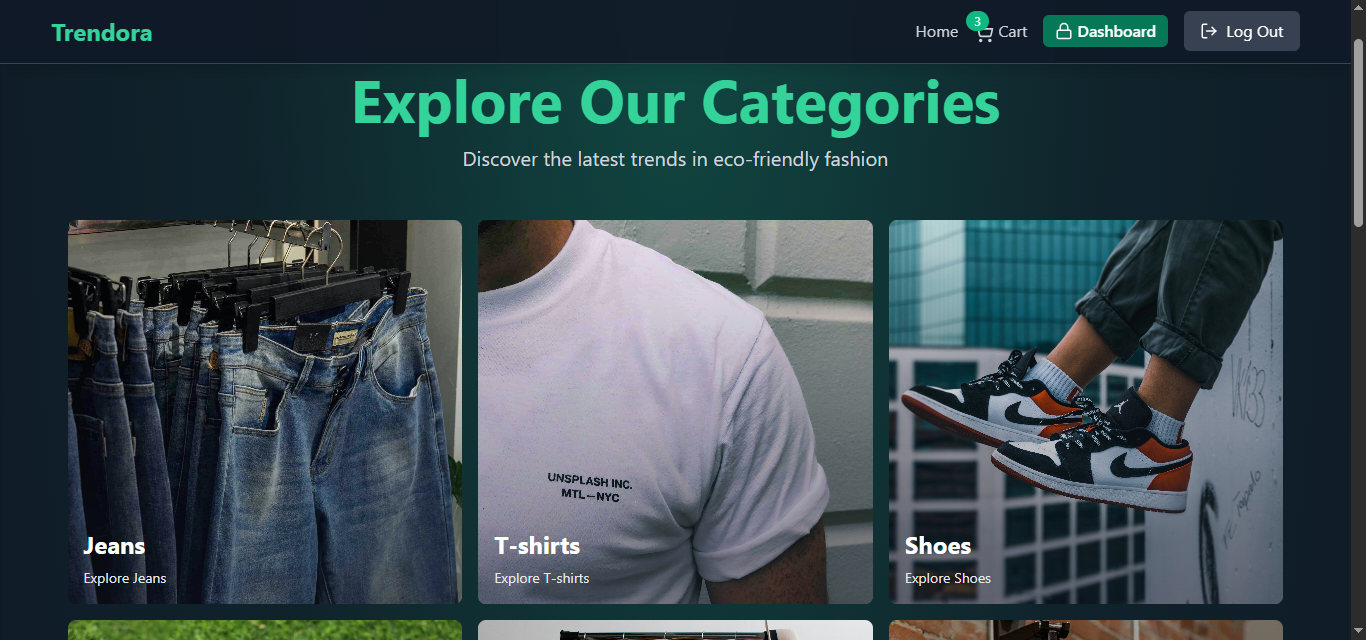 Trendora
Home
3
Cart
Dashboard
Log Out
Explore Our Categories
Discover the latest trends in eco-friendly fashion
UNSPLASH INC.
MTL—NYC
Jeans
Explore Jeans
T-shirts
Explore T-shirts
Shoes
Explore Shoes